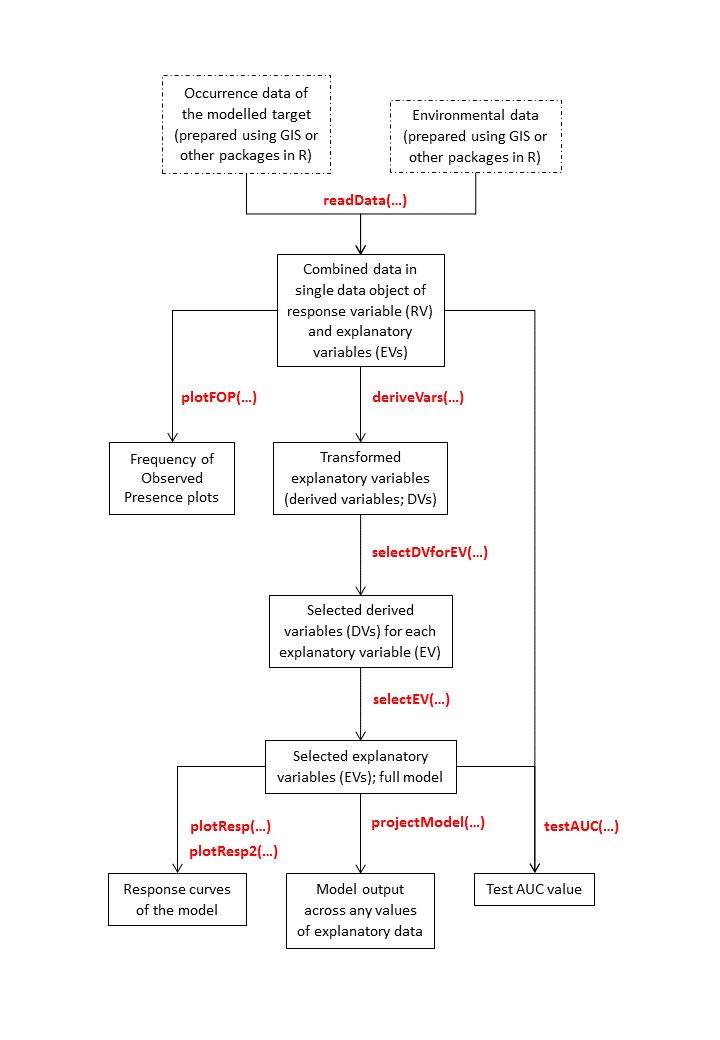 Occurrence data of
the modelled target
(prepared using GIS or
other packages in R)
Environmental data
(prepared using GIS or
other packages in R)
readData(...)
Combined data in
single data object of
response variable (RV)
and explanatory
variables (EVs)
plotFOP(...)
deriveVars(...)
Frequency of
Observed
Presence plots
Transformed
explanatory variables
(derived variables; DVs)
selectDVforEV(...)
Selected derived
variables (DVs) for each
explanatory variable (EV)
selectEV(...)
Selected explanatory
variables (EVs); full model
plotResp(...)
plotResp2(...)
projectModel(...)
testAUC(...)
Response curves
of the model
Model output
across any values
of explanatory data
Test AUC value